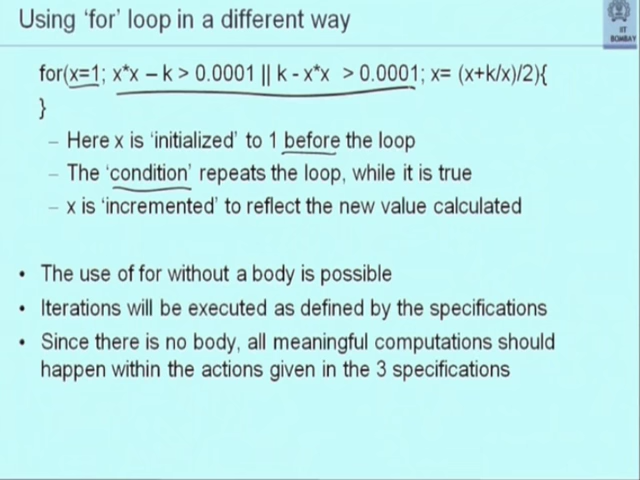 Using 'for' loop in a different way
IIT
BOMBAY
for(x=1; x*x – k > 0.0001 || k - x*x > 0.0001; x= (x+k/x)/2){
}
– Here x is 'initialized' to 1 before the loop
– The 'condition' repeats the loop, while it is true
– x is 'incremented' to reflect the new value calculated
• The use of for without a body is possible
• Iterations will be executed as defined by the specifications
• Since there is no body, all meaningful computations should
happen within the actions given in the 3 specifications